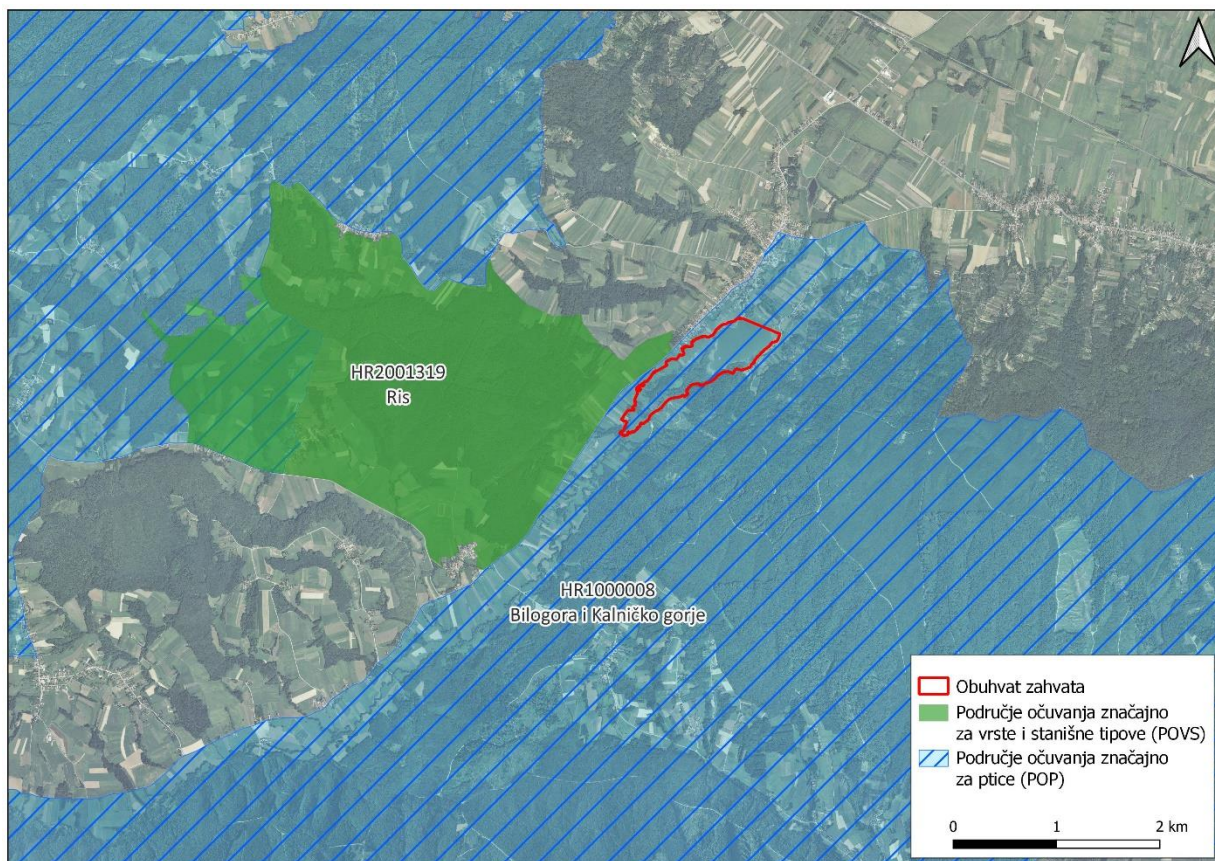 HR2001319
Ris
HR1000008
Bilogora i Kalničko gorje
Obuhvat zahvata
Područje očuvanja značajno
za vrste i stanišne tipove (POVS)
Područje očuvanja značajno
za ptice (POP)
0 1 2 km